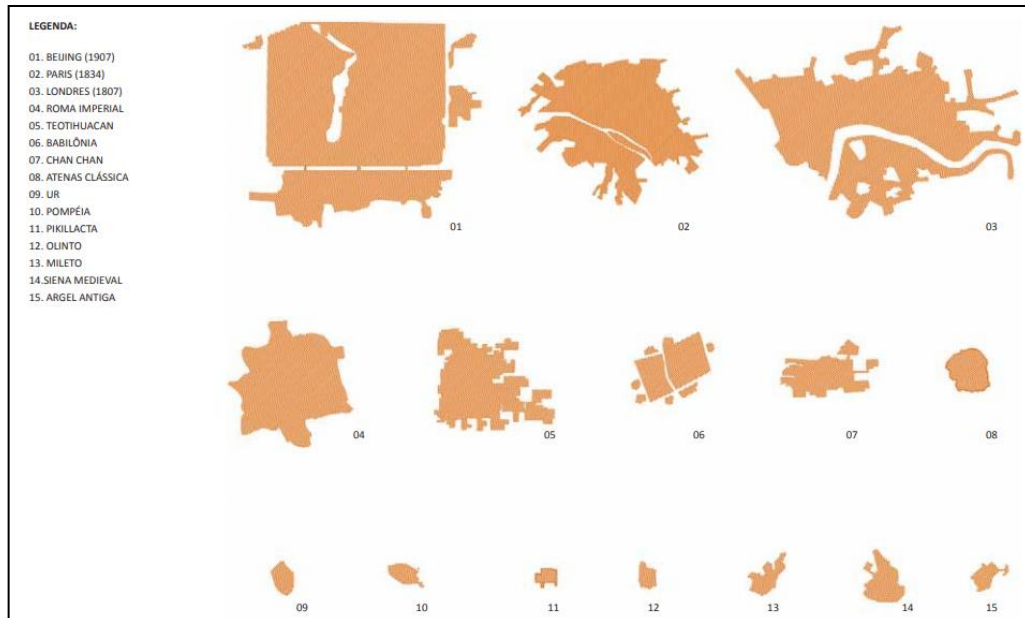 LEGENDA:
01. BEIJING (1907)
02. PARIS (1834)
03. LONDRES (1807)
04. ROMA IMPERIAL
05. TEOTIHUACAN
06. BABILÔNIA
07. CHAN CHAN
08. ATENAS CLÁSSICA
09. UR
10. POMPÉIA
11. PIKILLACTA
12. OLINTO
13. MILETO
14.SIENA MEDIEVAL
15. ARGEL ANTIGA
01 02 03
04 05 06 07 08
09 10 11 12 13 14 15